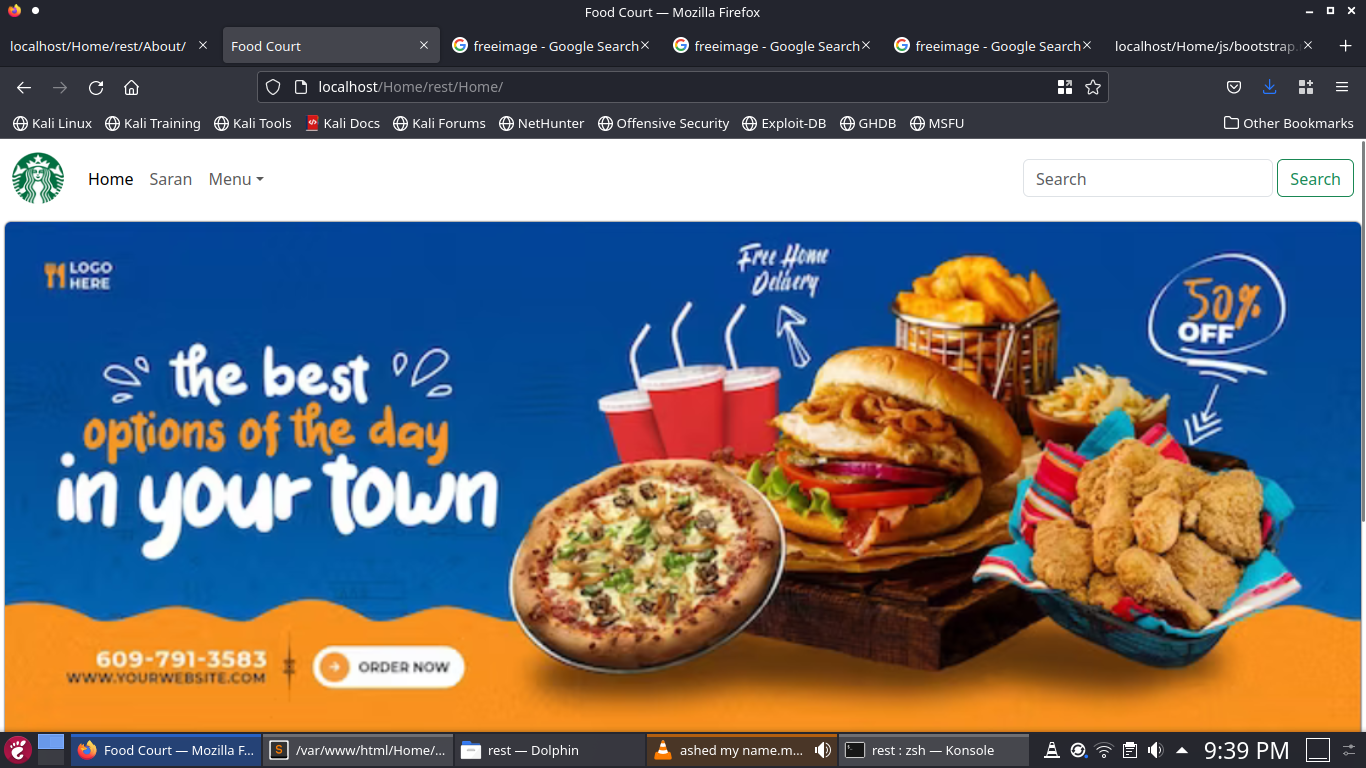 Food Court — Mozilla Firefox
localhost/Home/rest/About/
Food Court
freeimage - Google Search
freeimage - Google Search
freeimage - Google Search
localhost/Home/js/bootstrap.
localhost/Home/rest/Home/
Kali Linux
Kali Training
Kali Tools
Kali Docs
Kali Forums
NetHunter
Offensive Security
Exploit-DB
GHDB
MSFU
Other Bookmarks
Home
Saran
Menu
Search
Search
LOGO
HERE
Free Home
Delivery
50%
OFF
the best
options of the day
in your town
609-791-3583
WWW.YOURWEBSITE.COM
ORDER NOW
Food Court — Mozilla F...
/var/www/html/Home/...
rest — Dolphin
ashed my name.m...
rest : zsh — Konsole
9:39 PM